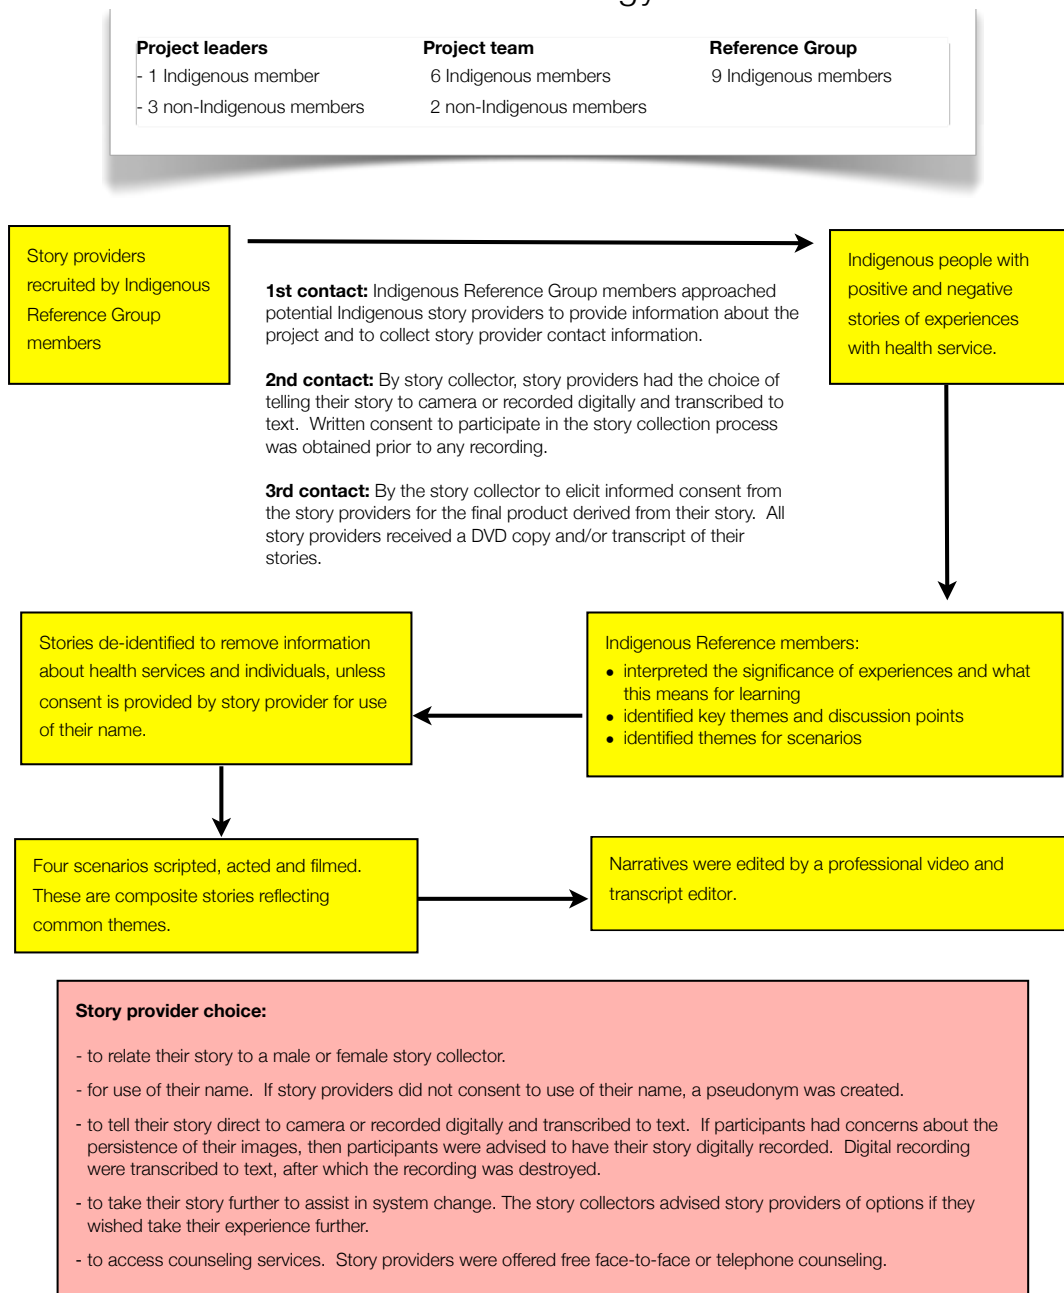 Project leaders
- 1 Indigenous member
- 3 non-Indigenous members
Project team
6 Indigenous members
2 non-Indigenous members
Reference Group
9 Indigenous members
Story providers
recruited by Indigenous
Reference Group
members
1st contact: Indigenous Reference Group members approached
potential Indigenous story providers to provide information about the
project and to collect story provider contact information.
2nd contact: By story collector, story providers had the choice of
telling their story to camera or recorded digitally and transcribed to
text. Written consent to participate in the story collection process
was obtained prior to any recording.
3rd contact: By the story collector to elicit informed consent from
the story providers for the final product derived from their story. All
story providers received a DVD copy and/or transcript of their
stories.
Indigenous people with
positive and negative
stories of experiences
with health service.
Indigenous Reference members:
• interpreted the significance of experiences and what
this means for learning
• identified key themes and discussion points
• identified themes for scenarios
Stories de-identified to remove information
about health services and individuals, unless
consent is provided by story provider for use
of their name.
Four scenarios scripted, acted and filmed.
These are composite stories reflecting
common themes.
Narratives were edited by a professional video and
transcript editor.
Story provider choice:
- to relate their story to a male or female story collector.
- for use of their name. If story providers did not consent to use of their name, a pseudonym was created.
- to tell their story direct to camera or recorded digitally and transcribed to text. If participants had concerns about the
persistence of their images, then participants were advised to have their story digitally recorded. Digital recording
were transcribed to text, after which the recording was destroyed.
- to take their story further to assist in system change. The story collectors advised story providers of options if they
wished take their experience further.
- to access counseling services. Story providers were offered free face-to-face or telephone counseling.